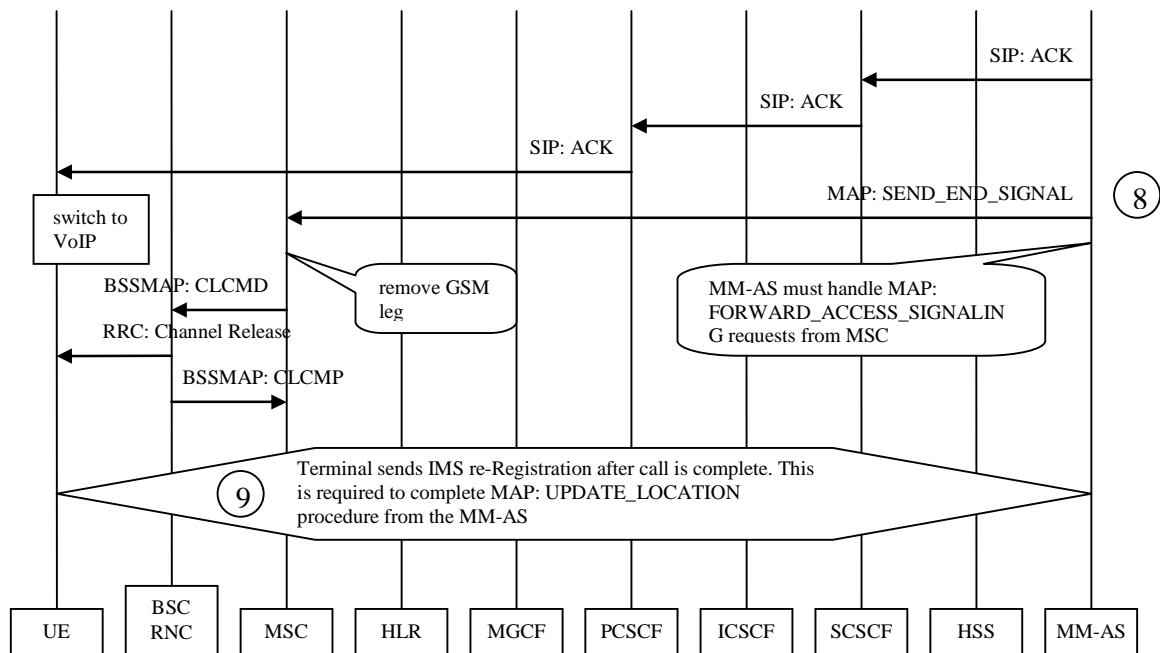 SIP: ACK
SIP: ACK
SIP: ACK
MAP: SEND_END_SIGNAL
8
switch to
VoIP
remove GSM
leg
MM-AS must handle MAP:
FORWARD_ACCESS_SIGNALIN
G requests from MSC
BSSMAP: CLCMD
RRC: Channel Release
BSSMAP: CLCMP
9
Terminal sends IMS re-Registration after call is complete. This
is required to complete MAP: UPDATE_LOCATION
procedure from the MM-AS
UE
BSC
RNC
MSC
HLR
MGCF
PCSCF
ICSCF
SCSCF
HSS
MM-AS